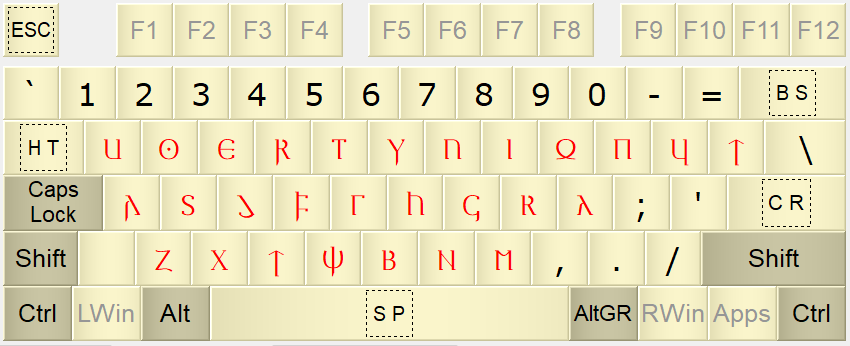 ESC F1 F2 F3 F4 F5 F6 F7 F8 F9 F10 F11 F12
` 1 2 3 4 5 6 7 8 9 0 - = BS
HT 𐌵 𐍈 𐌴 𐍂 𐍄 𐍅 𐌿 𐌹 𐍉 𐍀 𐍁 𐍊 \
Caps Lock 𐌰 𐍃 𐌳 𐍆 𐌲 𐌷 𐌾 𐌺 𐌻 ; ' CR
Shift 𐌶 𐍇 𐍊 𐌸 𐌱 𐌽 𐌼 , . / Shift
Ctrl LWin Alt SP AltGR RWin Apps Ctrl